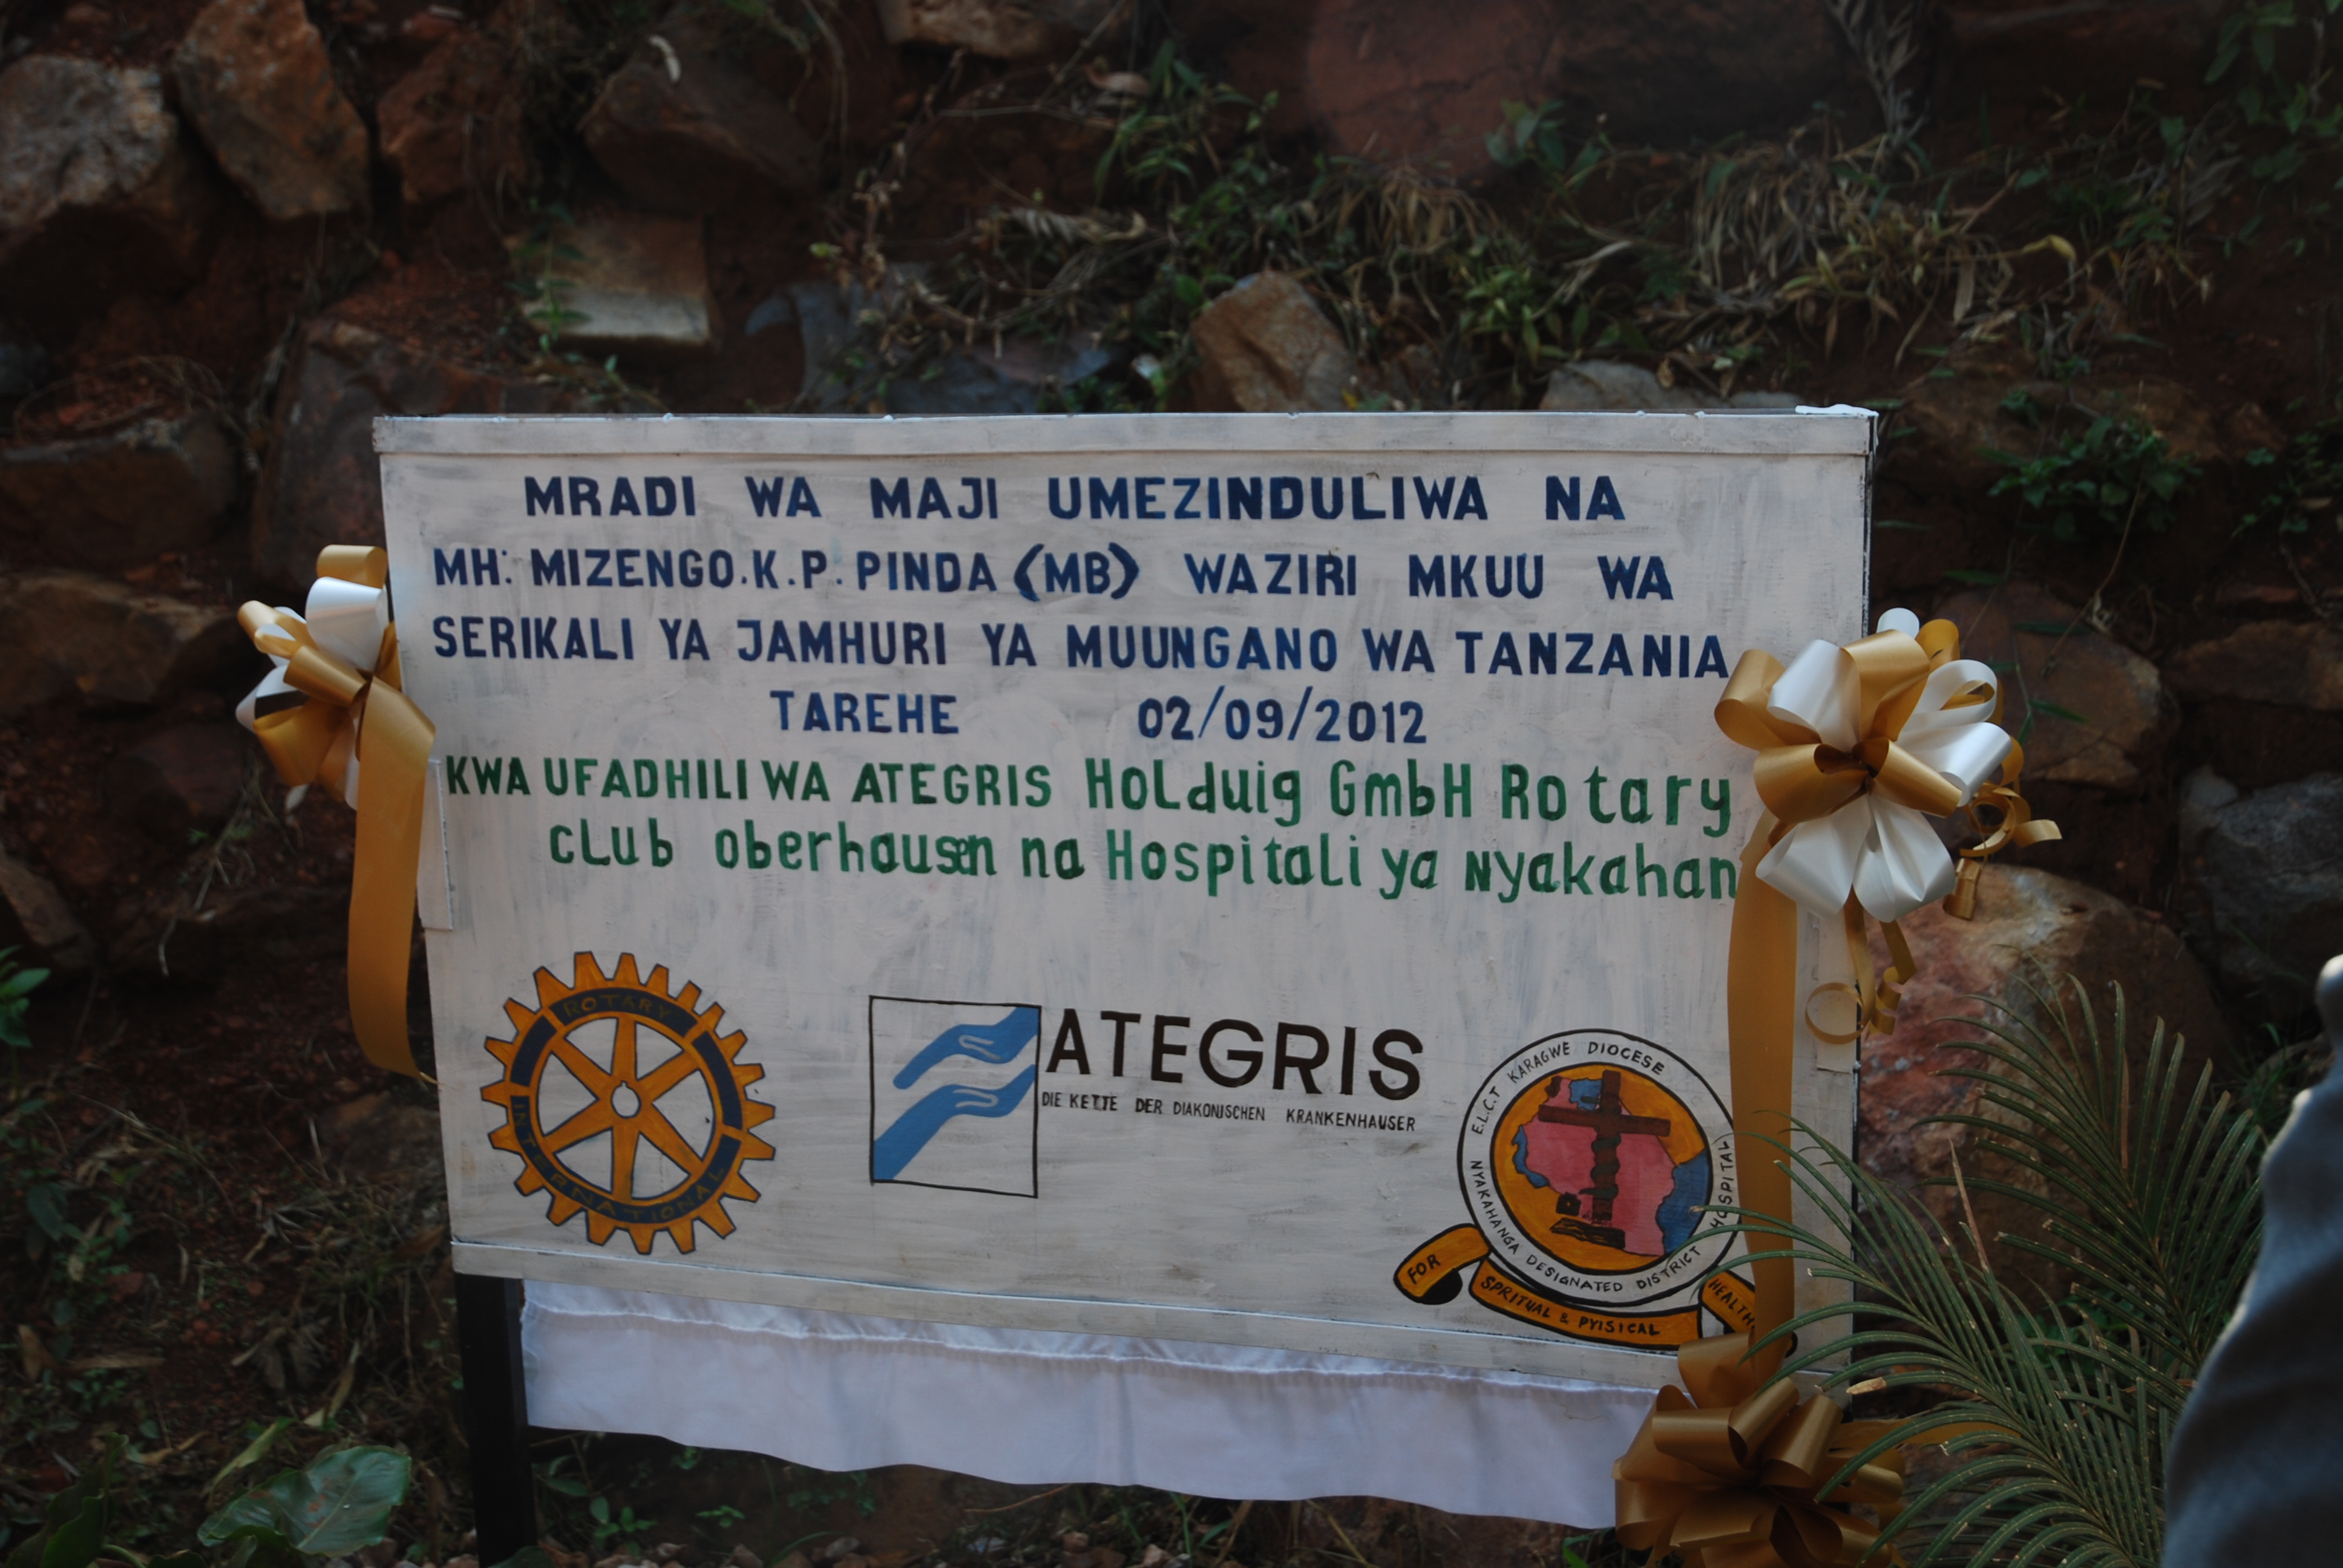 MRADI WA MAJI UMEZINDULIWA NA
MH: MIZENGO.K.P. PINDA (MB) WAZIRI MKUU WA
SERIKALI YA JAMHURI YA MUUNGANO WA TANZANIA
TAREHE 02/09/2012
KWA UFADHILI WA ATEGRIS HoLduig GmbH Rotary
cLub oberhausen na Hospitali ya Nyakahan
ROTARY
INTERNATIONAL
ATEGRIS
DIE KETTE DER DIAKONISCHEN KRANKENHAUSER
E.L.C.T KARAGWE DIOCESE
NYAKAHANGA DESIGNATED DISTRICT HOSPITAL
FOR SPRITUAL & PYISICAL HEALTH